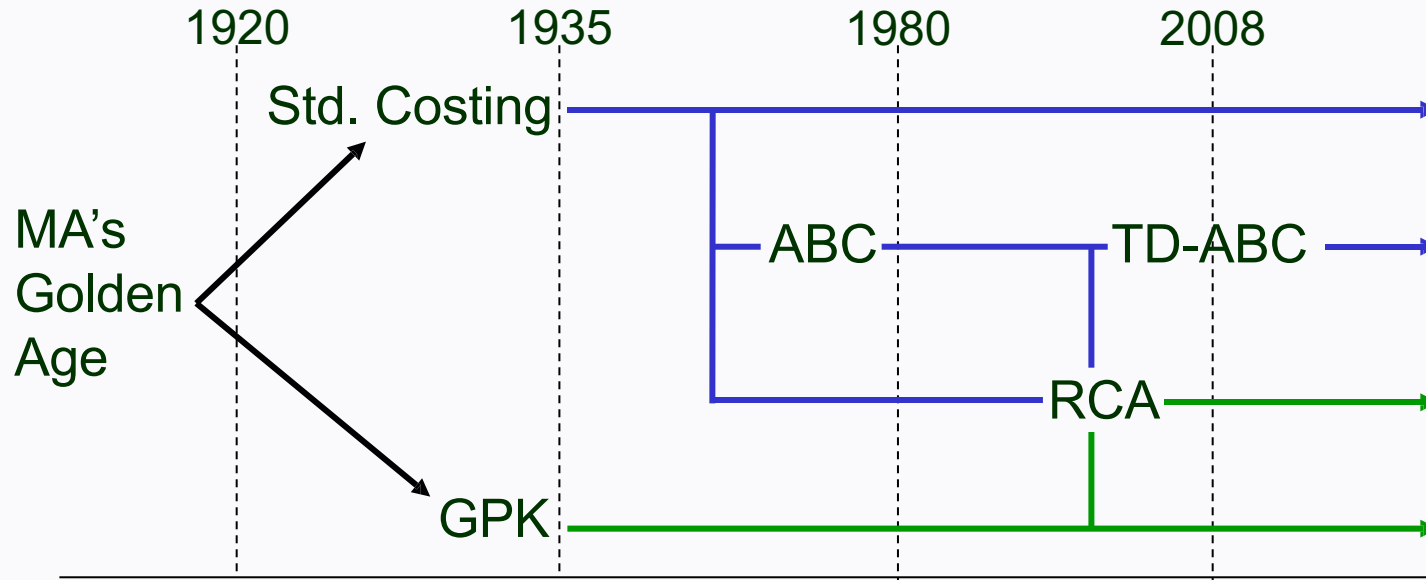 1920 1935 1980 2008
Std. Costing
MA's
Golden
Age
ABC TD-ABC
RCA
GPK